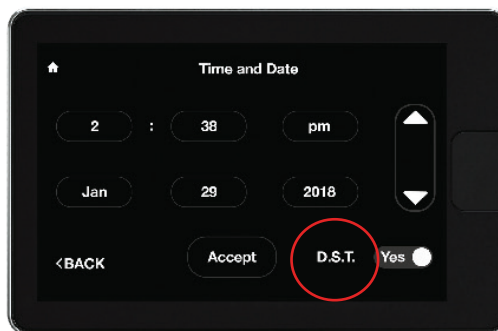 Time and Date
2 : 38 pm
Jan 29 2018
<BACK Accept D.S.T. Yes